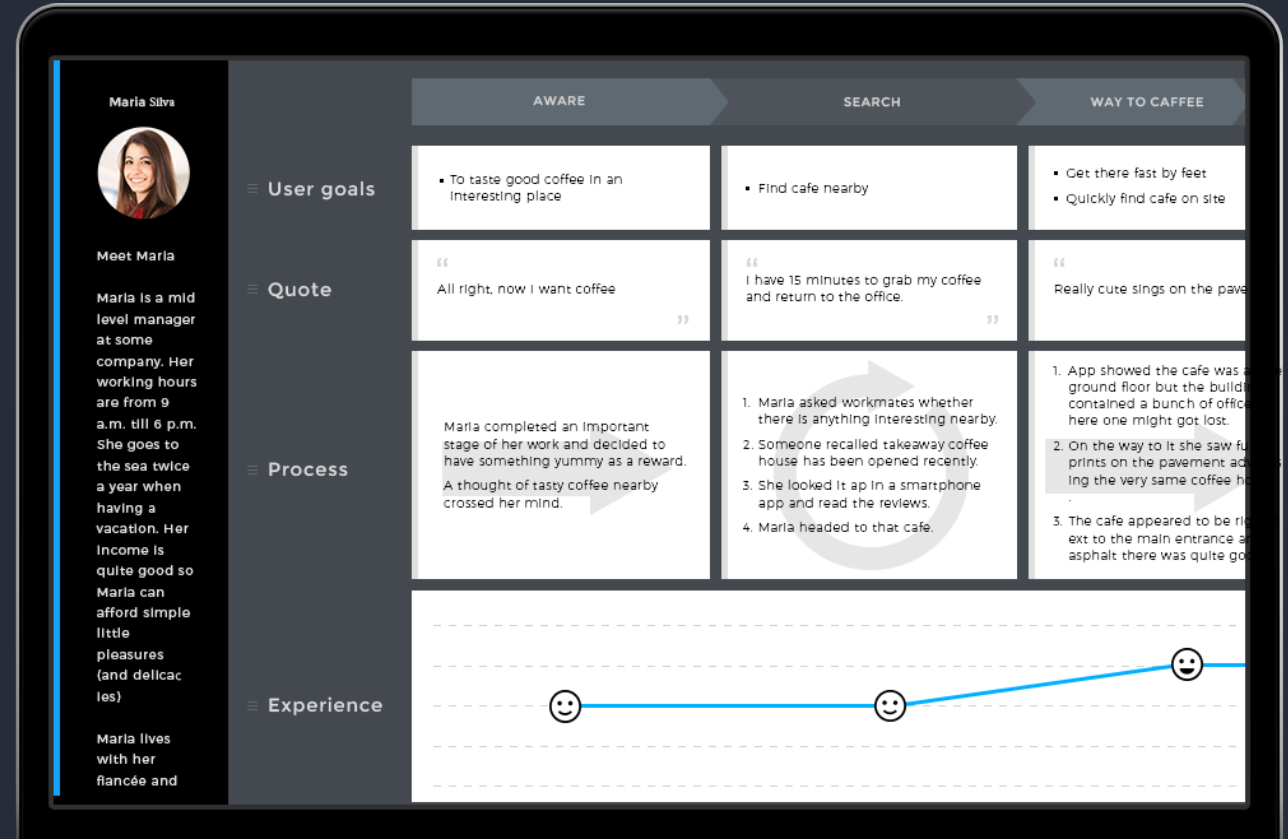 Maria Silva
Meet Maria
Maria is a mid
level manager
at some
company. Her
working hours
are from 9
a.m. till 6 p.m.
She goes to
the sea twice
a year when
having a
vacation. Her
income is
quite good so
Maria can
afford simple
little
pleasures
(and delicac
ies)
Maria lives
with her
fiancée and
AWARE
SEARCH
WAY TO CAFFEE
User goals
To taste good coffee in an
interesting place
Find cafe nearby
Get there fast by feet
Quickly find cafe on site
Quote
“
All right, now I want coffee
”
“
I have 15 minutes to grab my coffee
and return to the office.
”
“
Really cute sings on the pave
Process
Maria completed an important
stage of her work and decided to
have something yummy as a reward.
A thought of tasty coffee nearby
crossed her mind.
1. Maria asked workmates whether
there is anything interesting nearby.
2. Someone recalled takeaway coffee
house has been opened recently.
3. She looked it ap in a smartphone
app and read the reviews.
4. Maria headed to that cafe.
1. App showed the cafe was
ground floor but the buildin
contained a bunch of office
here one might got lost.
2. On the way to it she saw fu
prints on the pavement adv
ing the very same coffee ho
.
3. The cafe appeared to be rig
ext to the main entrance an
asphalt there was quite goo
Experience